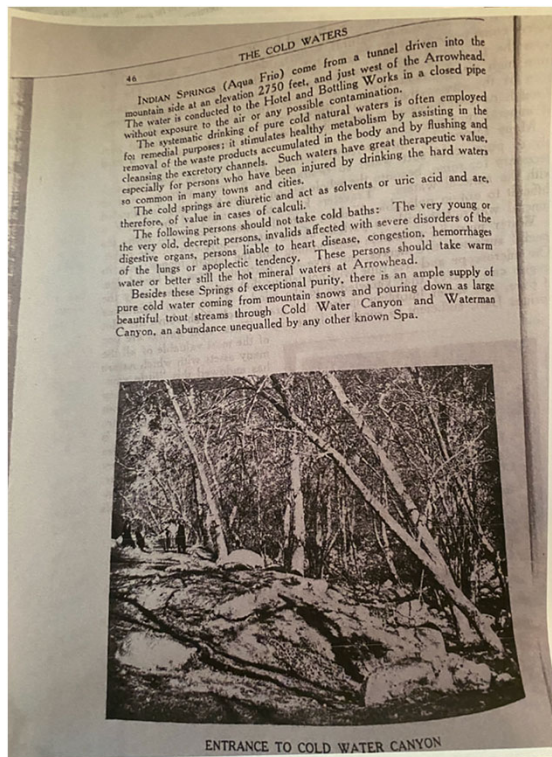 46
THE COLD WATERS
INDIAN SPRINGS (Aqua Frio) come from a tunnel driven into the
mountain side at an elevation 2750 feet, and just west of the Arrowhead.
The water is conducted to the Hotel and Bottling Works in a closed pipe
without exposure to the air or any possible contamination.
The systematic drinking of pure cold natural waters is often employed
for remedial purposes; it stimulates healthy metabolism by assisting in the
removal of the waste products accumulated in the body and by flushing and
cleansing the excretory channels. Such waters have great therapeutic value,
especially for persons who have been injured by drinking the hard waters
so common in many towns and cities.
The cold springs are diuretic and act as solvents or uric acid and are,
therefore, of value in cases of calculi.
The following persons should not take cold baths: The very young or
the very old, decrepit persons, invalids affected with severe disorders of the
digestive organs, persons liable to heart disease, congestion, hemorrhages
of the lungs or apoplectic tendency. These persons should take warm
water or better still the hot mineral waters at Arrowhead.
Besides these Springs of exceptional purity, there is an ample supply of
pure cold water coming from mountain snows and pouring down as large
beautiful trout streams through Cold Water Canyon and Waterman
Canyon, an abundance unequalled by any other known Spa.
ENTRANCE TO COLD WATER CANYON